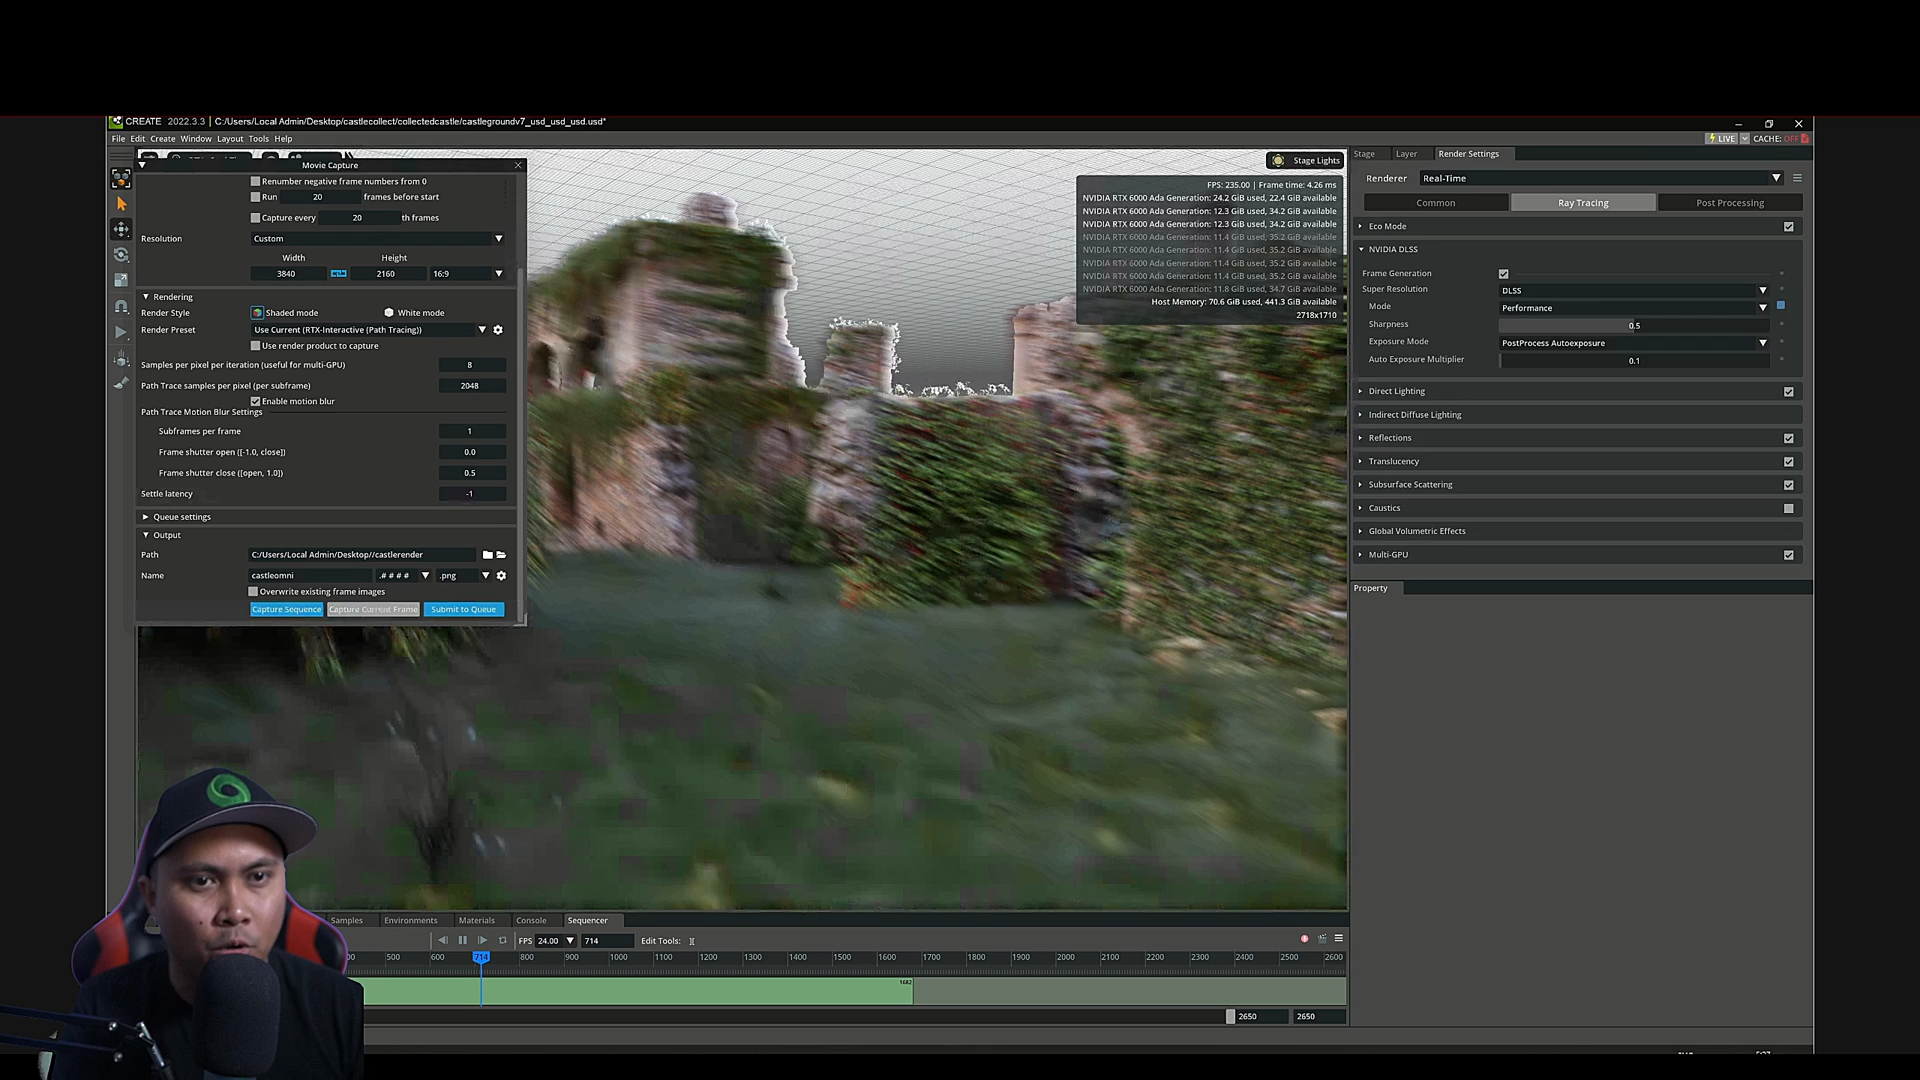 CREATE 2022.3.3 | C:/Users/Local Admin/Desktop/castlecollect/collectedcastle/castlegroundv7_usd_usd_usd.usd*
File Edit Create Window Layout Tools Help
LIVE CACHE: OFF
Movie Capture
Renumber negative frame numbers from 0
Run 20 frames before start
Capture every 20 th frames
Resolution Custom
Width Height
3840 2160 16:9
Rendering
Render Style Shaded mode White mode
Render Preset Use Current (RTX-Interactive (Path Tracing))
Use render product to capture
Samples per pixel per iteration (useful for multi-GPU) 8
Path Trace samples per pixel (per subframe) 2048
Enable motion blur
Path Trace Motion Blur Settings
Subframes per frame 1
Frame shutter open ([-1.0, close]) 0.0
Frame shutter close ([open, 1.0]) 0.5
Settle latency -1
Queue settings
Output
Path C:/Users/Local Admin/Desktop//castlerender
Name castleomni .#### .png
Overwrite existing frame images
Capture Sequence Capture Current Frame Submit to Queue
Stage Lights
FPS: 235.00 | Frame time: 4.26 ms
NVIDIA RTX 6000 Ada Generation: 24.2 GiB used, 22.4 GiB available
NVIDIA RTX 6000 Ada Generation: 12.3 GiB used, 34.2 GiB available
NVIDIA RTX 6000 Ada Generation: 12.3 GiB used, 34.2 GiB available
NVIDIA RTX 6000 Ada Generation: 11.4 GiB used, 35.2 GiB available
NVIDIA RTX 6000 Ada Generation: 11.4 GiB used, 35.2 GiB available
NVIDIA RTX 6000 Ada Generation: 11.4 GiB used, 35.2 GiB available
NVIDIA RTX 6000 Ada Generation: 11.4 GiB used, 35.2 GiB available
NVIDIA RTX 6000 Ada Generation: 11.8 GiB used, 34.7 GiB available
Host Memory: 70.6 GiB used, 441.3 GiB available
2718x1710
Stage Layer Render Settings
Renderer Real-Time
Common Ray Tracing Post Processing
Eco Mode
NVIDIA DLSS
Frame Generation
Super Resolution DLSS
Mode Performance
Sharpness 0.5
Exposure Mode PostProcess Autoexposure
Auto Exposure Multiplier 0.1
Direct Lighting
Indirect Diffuse Lighting
Reflections
Translucency
Subsurface Scattering
Caustics
Global Volumetric Effects
Multi-GPU
Property
Samples Environments Materials Console Sequencer
FPS 24.00 714 Edit Tools:
500 600 714 800 900 1000 1100 1200 1300 1400 1500 1600 1700 1800 1900 2000 2100 2200 2300 2400 2500 2600
1682
2650 2650